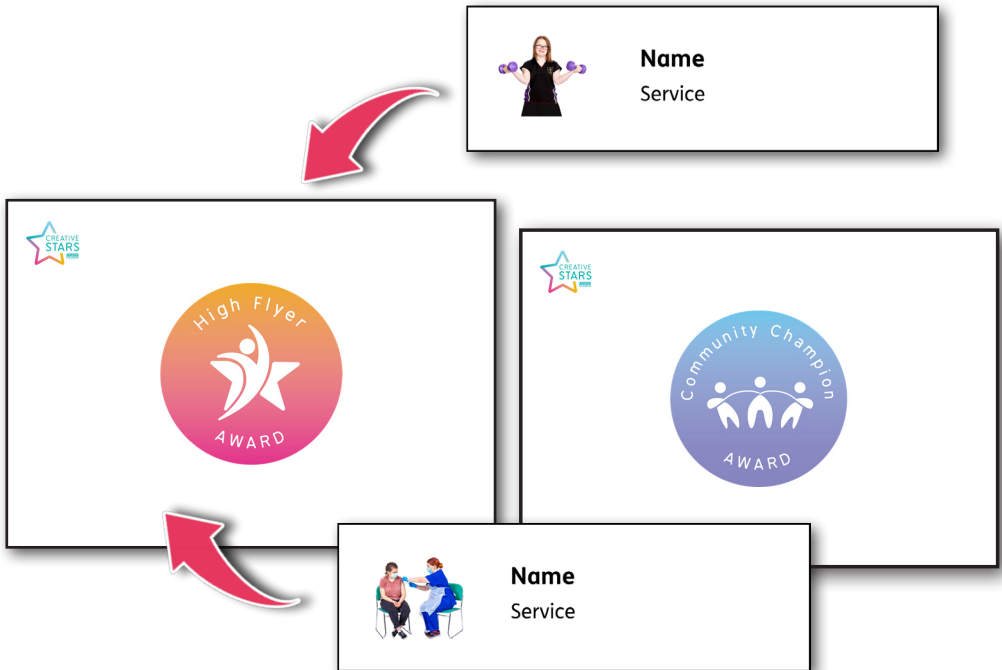 Name
Service
CREATIVE
STARS
High Flyer
AWARD
CREATIVE
STARS
Community Champion
AWARD
Name
Service